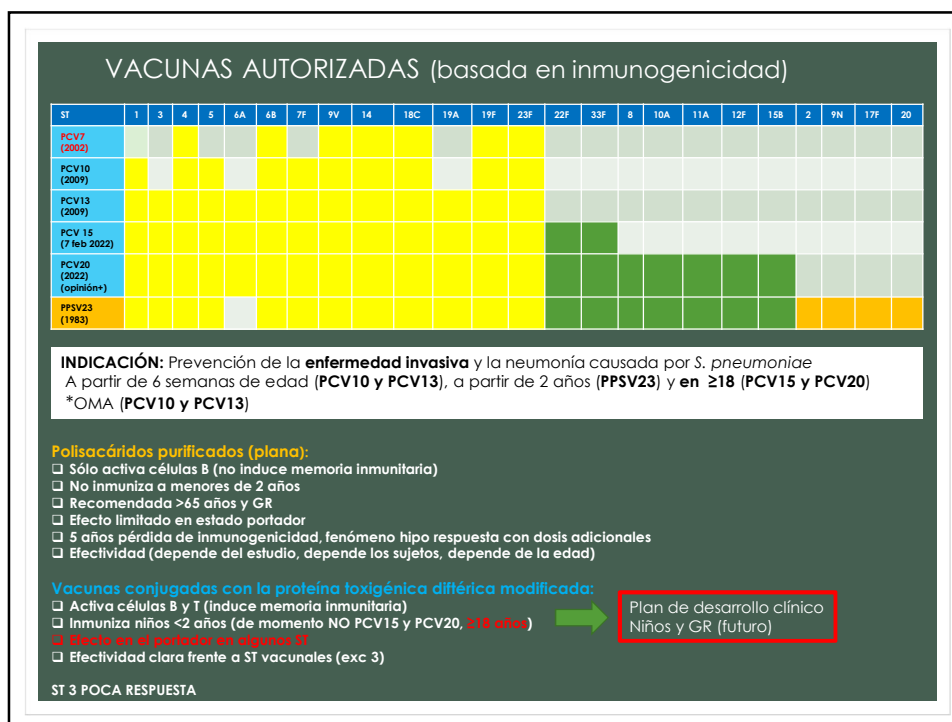 VACUNAS AUTORIZADAS (basada en inmunogenicidad)
ST 1 3 4 5 6A 6B 7F 9V 14 18C 19A 19F 23F 22F 33F 8 10A 11A 12F 15B 2 9N 17F 20
PCV7
(2002)
PCV10
(2009)
PCV13
(2009)
PCV 15
(7 feb 2022)
PCV20
(2022)
(opinión+)
PPSV23
(1983)
INDICACIÓN: Prevención de la enfermedad invasiva y la neumonía causada por S. pneumoniae
A partir de 6 semanas de edad (PCV10 y PCV13), a partir de 2 años (PPSV23) y en ≥18 (PCV15 y PCV20)
*OMA (PCV10 y PCV13)
Polisacáridos purificados (plana):
❑ Sólo activa células B (no induce memoria inmunitaria)
❑ No inmuniza a menores de 2 años
❑ Recomendada >65 años y GR
❑ Efecto limitado en estado portador
❑ 5 años pérdida de inmunogenicidad, fenómeno hipo respuesta con dosis adicionales
❑ Efectividad (depende del estudio, depende los sujetos, depende de la edad)
Vacunas conjugadas con la proteína toxigénica diftérica modificada:
❑ Activa células B y T (induce memoria inmunitaria)
❑ Inmuniza niños <2 años (de momento NO PCV15 y PCV20, ≥18 años)
❑ Efecto en el portador en algunos ST
❑ Efectividad clara frente a ST vacunales (exc 3)
Plan de desarrollo clínico
Niños y GR (futuro)
ST 3 POCA RESPUESTA